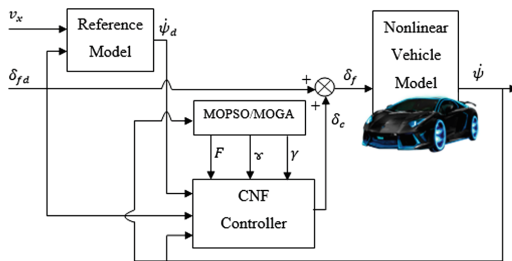 v_x
Reference
Model
ψ̇_d
Nonlinear
Vehicle
Model
δ_fd
+
+
δ_f
ψ̇
δ_c
MOPSO/MOGA
F
ɤ
γ
CNF
Controller